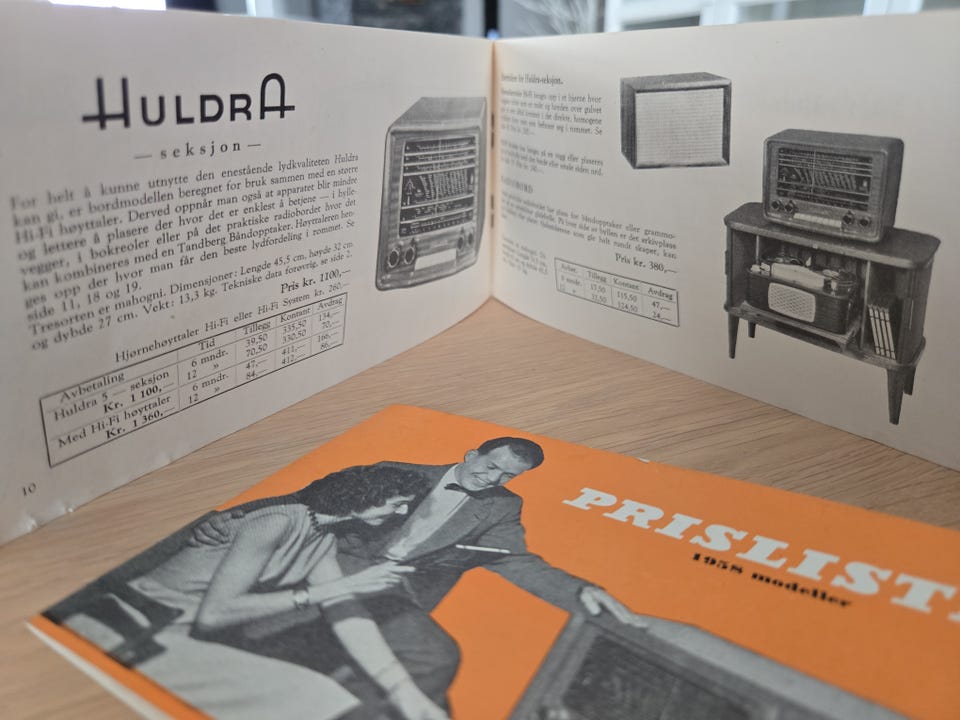 HULDRA
— seksjon —
For helt å kunne utnytte den enestående lydkvaliteten Huldra
kan gi, er bordmodellen beregnet for bruk sammen med en større
Hi-Fi høyttaler. Derved oppnår man også at apparatet blir mindre
og lettere å plasere der hvor det er enklest å betjene — i hylle-
vegger, i bokreoler eller på det praktiske radiobordet hvor det
kan kombineres med en Tandberg Båndopptaker. Høyttaleren hen-
ges opp der hvor man får den beste lydfordeling i rommet. Se
side 11, 18 og 19.
Tresorten er mahogni. Dimensjoner: Lengde 45,5 cm, høyde 32 cm
og dybde 27 cm. Vekt: 13,3 kg. Tekniske data forøvrig, se side 2.
Pris kr. 1100,—
Hjørnehøyttaler Hi-Fi eller Hi-Fi System kr. 260,—
Avbetaling Tid Tillegg Kontant Avdrag
Huldra 5 — seksjon 6 mndr. 39,50 335,50 134,—
Kr. 1 100,— 12 » 70,50 330,50 70,—
Med Hi-Fi høyttaler 6 mndr. 47,— 411,— 166,—
Kr. 1 360,— 12 » 84,— 412,— 86,—
10
for Huldra-seksjon.
Pris kr. 380,—
Avbet. Tillegg Kontant Avdrag
6 mndr. 17,50 115,50 47,—
12 » 31,50 124,50 24,—
PRISLIST
1958 modeller